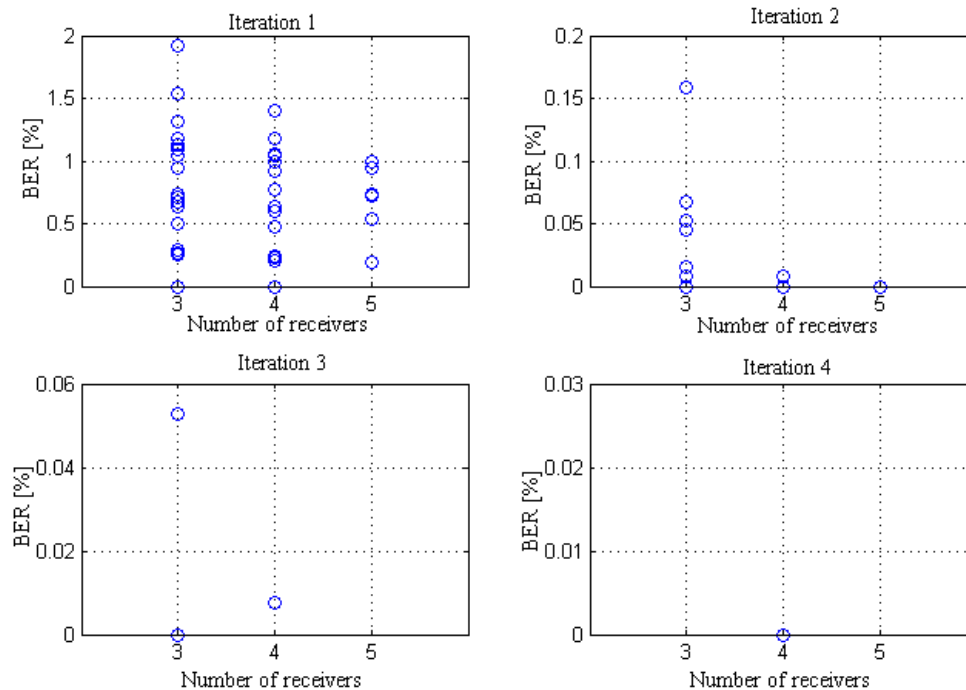 Iteration 1
2
1.5
1
0.5
0
BER [%]
3 4 5
Number of receivers
Iteration 2
0.2
0.15
0.1
0.05
0
BER [%]
3 4 5
Number of receivers
Iteration 3
0.06
0.04
0.02
0
BER [%]
3 4 5
Number of receivers
Iteration 4
0.03
0.02
0.01
0
BER [%]
3 4 5
Number of receivers